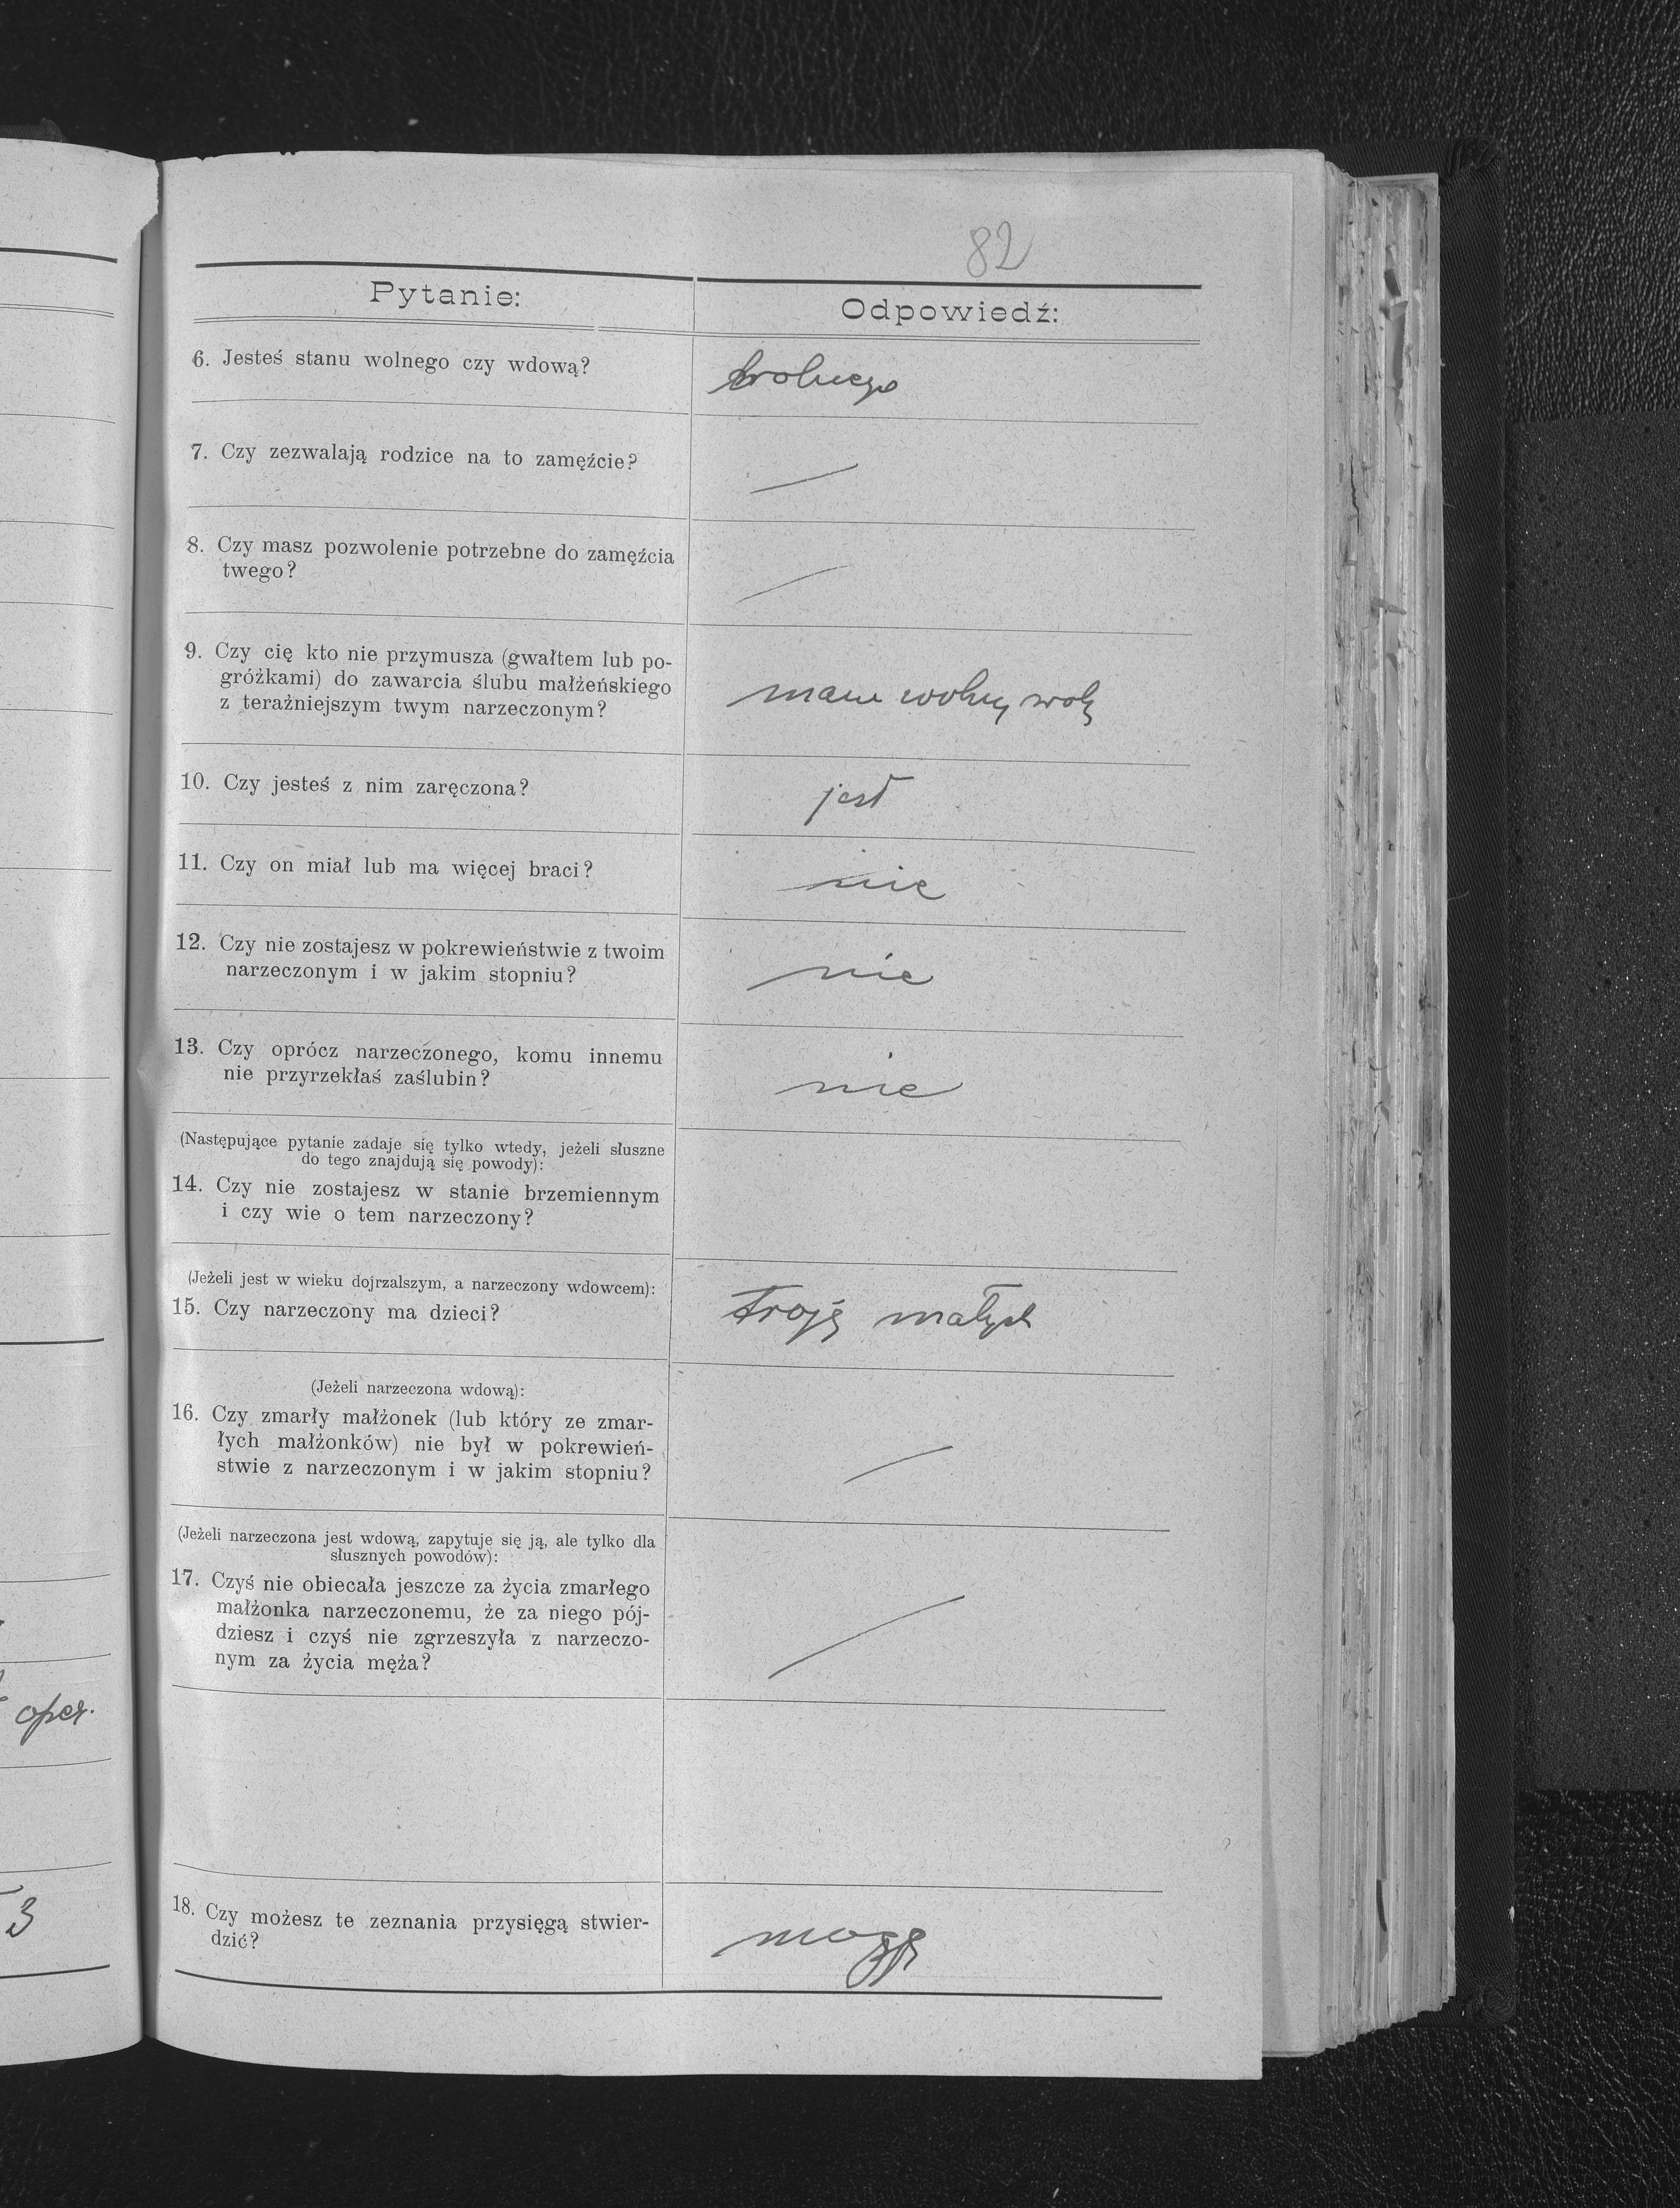 82
Pytanie:
Odpowiedź:
6. Jesteś stanu wolnego czy wdową?
wolnego
7. Czy zezwalają rodzice na to zamęźcie?
—
8. Czy masz pozwolenie potrzebne do zamęźcia
twego?
—
9. Czy cię kto nie przymusza (gwałtem lub po-
gróżkami) do zawarcia ślubu małżeńskiego
z teraźniejszym twym narzeczonym?
mam wolną wolę
10. Czy jesteś z nim zaręczona?
jest
11. Czy on miał lub ma więcej braci?
nie
12. Czy nie zostajesz w pokrewieństwie z twoim
narzeczonym i w jakim stopniu?
nie
13. Czy oprócz narzeczonego, komu innemu
nie przyrzekłaś zaślubin?
nie
(Następujące pytanie zadaje się tylko wtedy, jeżeli słuszne
do tego znajdują się powody):
14. Czy nie zostajesz w stanie brzemiennym
i czy wie o tem narzeczony?
(Jeżeli jest w wieku dojrzalszym, a narzeczony wdowcem):
15. Czy narzeczony ma dzieci?
troję małych
(Jeżeli narzeczona wdową):
16. Czy zmarły małżonek (lub który ze zmar-
łych małżonków) nie był w pokrewień-
stwie z narzeczonym i w jakim stopniu?
—
(Jeżeli narzeczona jest wdową, zapytuje się ją, ale tylko dla
słusznych powodów):
17. Czyś nie obiecała jeszcze za życia zmarłego
małżonka narzeczonemu, że za niego pój-
dziesz i czyś nie zgrzeszyła z narzeczo-
nym za życia męża?
—
18. Czy możesz te zeznania przysięgą stwier-
dzić?
mogę
oper.
3